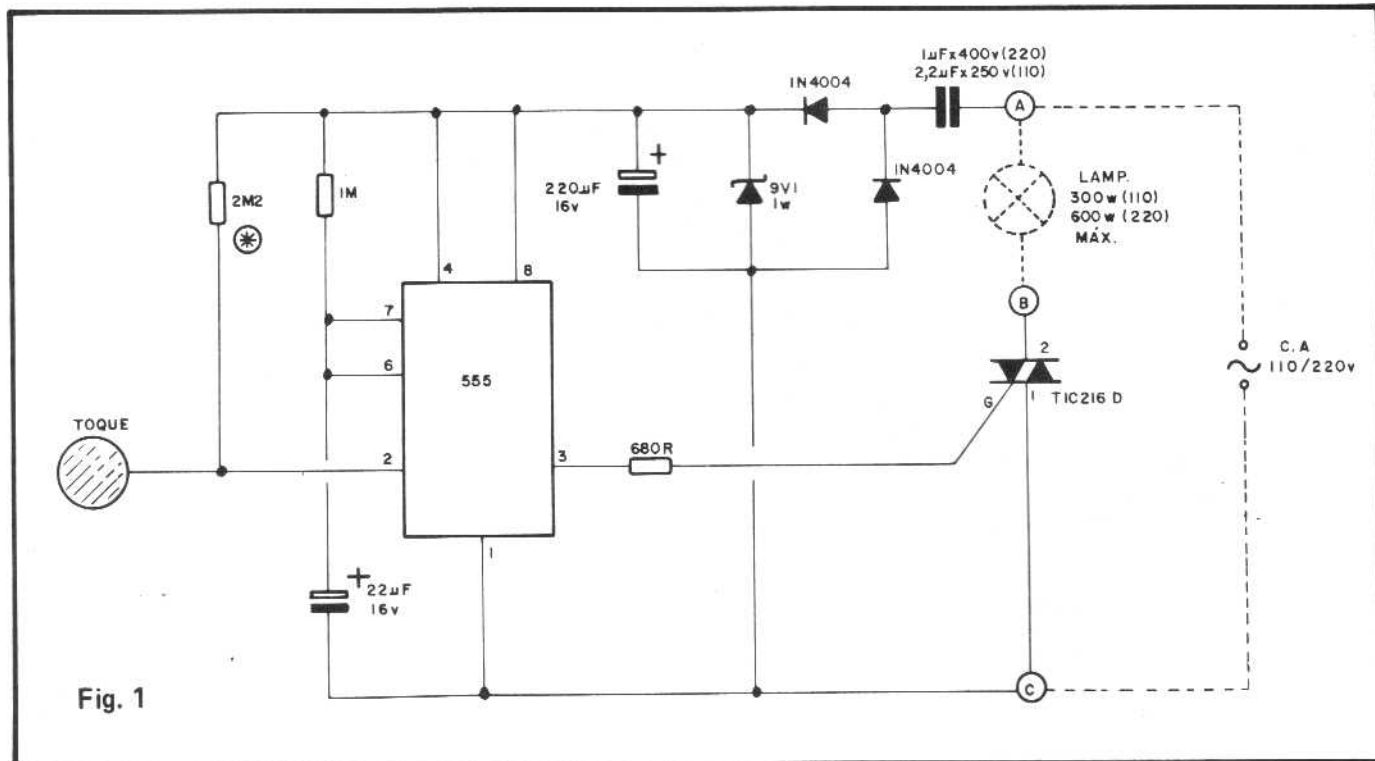 1µFx400v(220)
2,2µFx250v(110)
1N4004
A
1N4004
LAMP.
300w(110)
600w(220)
MÁX.
2M2
1M
+
220µF
16v
9V1
1w
4
8
B
7
6
555
2
C.A
110/220v
G
1
TIC216D
TOQUE
2
3
680R
1
+
22µF
16v
C
Fig. 1